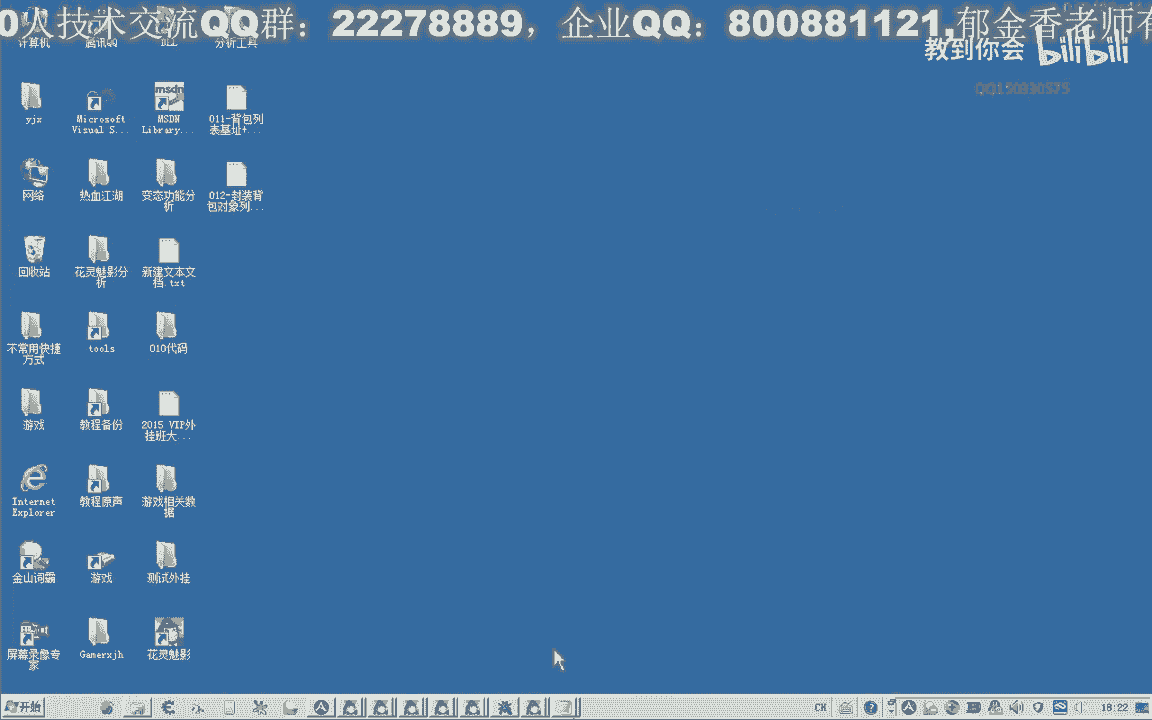 0人技术交流QQ群：22278889，企业QQ：800881121,郁金香老师有
教到你会 bilibili
QQ150330575
计算机
腾讯QQ
DLL
分析工具
yjx
Microsoft
Visual S...
MSDN
Library...
011-背包列
表基址+...
网络
热血江湖
变态功能分
析
012-封装背
包对象列...
回收站
花灵魅影分
析
新建文本文
档.txt
不常用快捷
方式
tools
010代码
游戏
教程备份
2015 VIP外
挂班大...
Internet
Explorer
教程原声
游戏相关数
据
金山词霸
游戏
测试外挂
屏幕录像专
家
Gamerxjh
花灵魅影
开始
CH
18:22